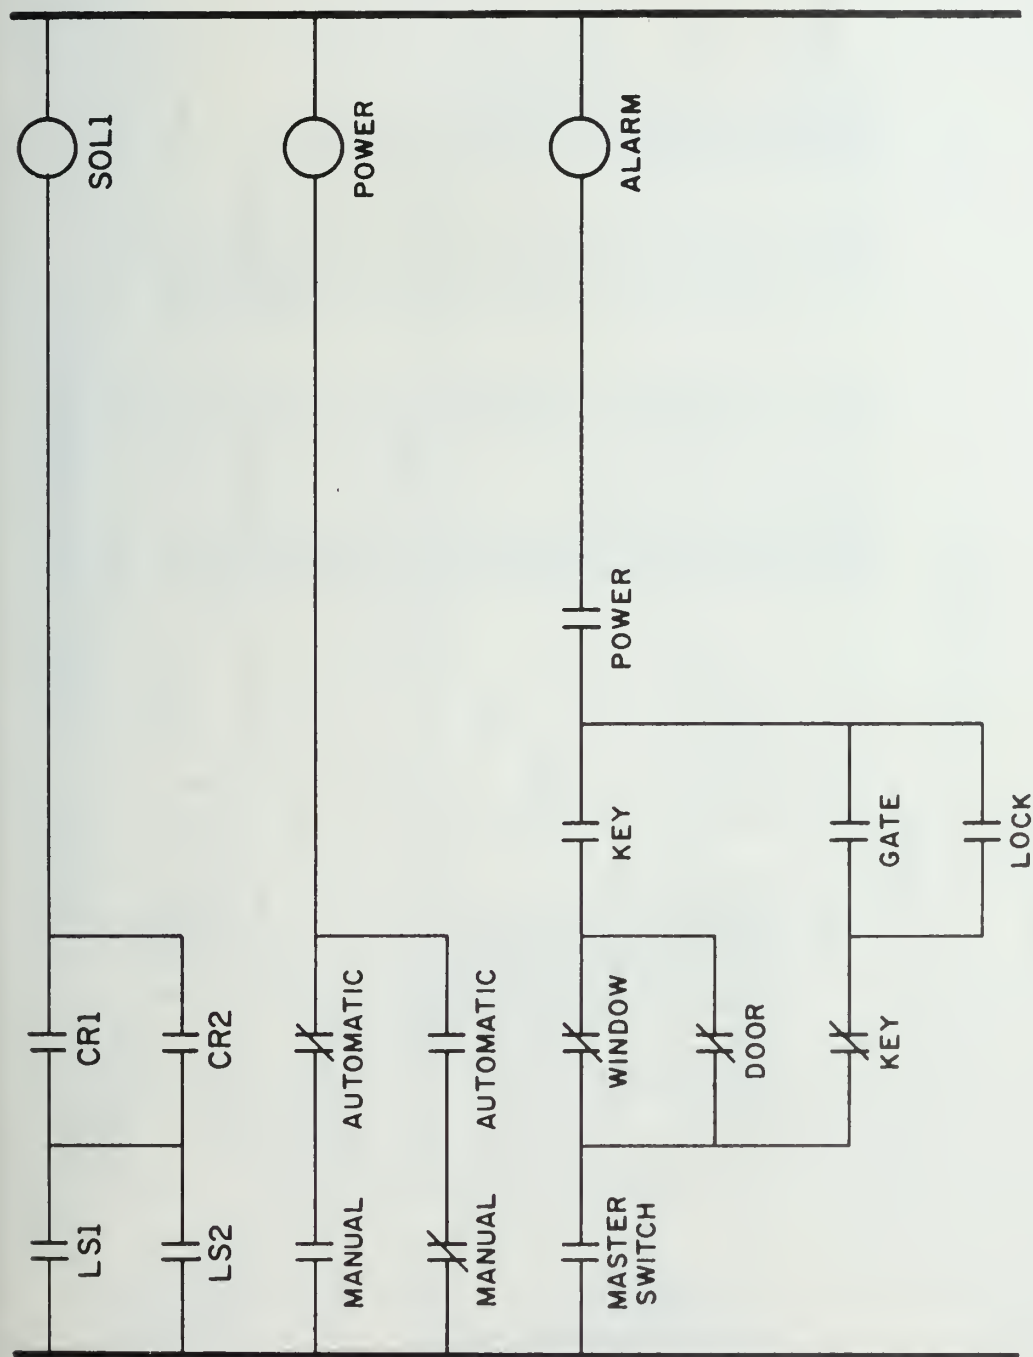 LS1
CR1
SOL1
LS2
CR2
MANUAL
AUTOMATIC
POWER
MANUAL
AUTOMATIC
MASTER
SWITCH
WINDOW
KEY
POWER
ALARM
DOOR
KEY
GATE
LOCK